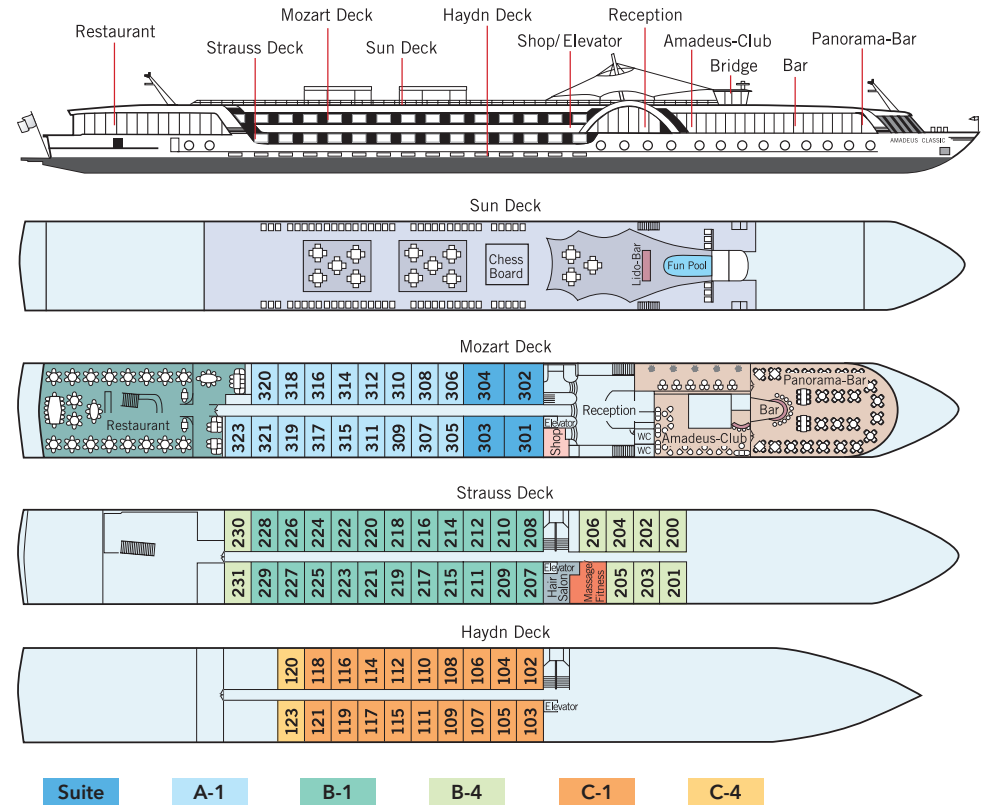 Mozart Deck
Haydn Deck
Reception
Restaurant
Strauss Deck
Sun Deck
Shop/ Elevator
Amadeus-Club
Panorama-Bar
Bridge
Bar
AMADEUS CLASSIC
Sun Deck
Chess
Board
Lido-Bar
Fun Pool
Mozart Deck
320 318 316 314 312 310 308 306 304 302
Panorama-Bar
Restaurant
Reception
Bar
Elevator
Shop
WC
WC
Amadeus-Club
323 321 319 317 315 311 309 307 305 303 301
Strauss Deck
230 228 226 224 222 220 218 216 214 212 210 208 206 204 202 200
Elevator
Hair
Salon
Massage
Fitness
231 229 227 225 223 221 219 217 215 211 209 207 205 203 201
Haydn Deck
120 118 116 114 112 110 108 106 104 102
Elevator
123 121 119 117 115 111 109 107 105 103
Suite A-1 B-1 B-4 C-1 C-4